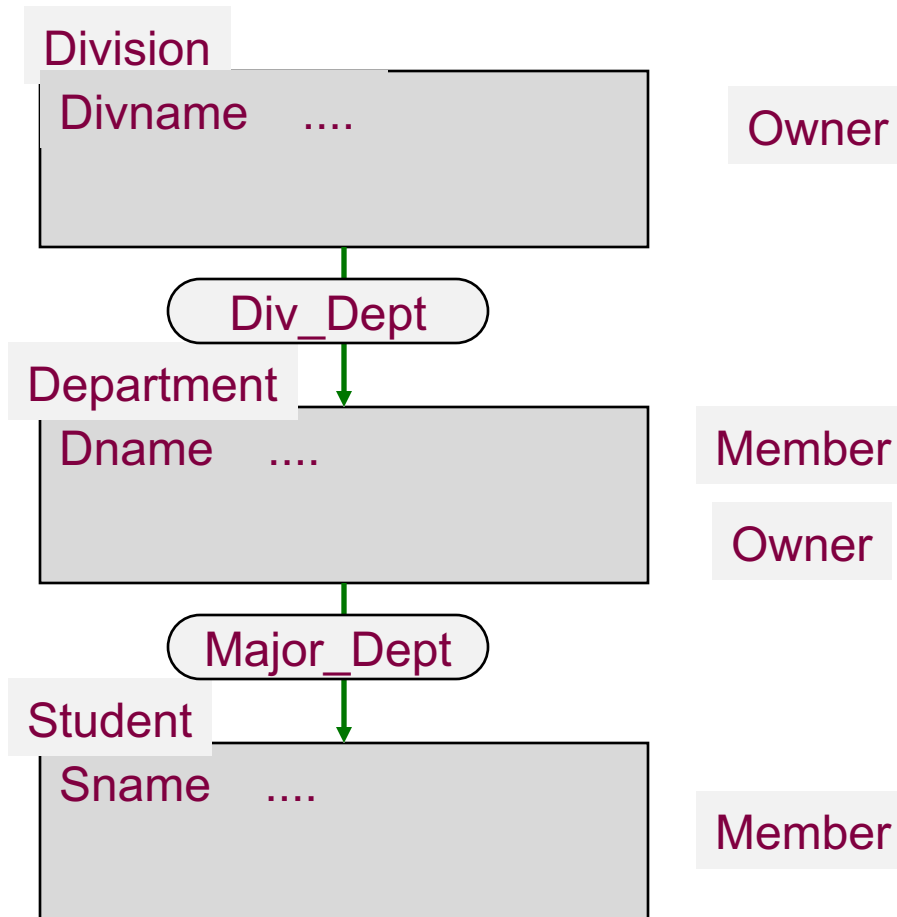 Division
Divname ....
Owner
Div_Dept
Department
Dname ....
Member
Owner
Major_Dept
Student
Sname ....
Member